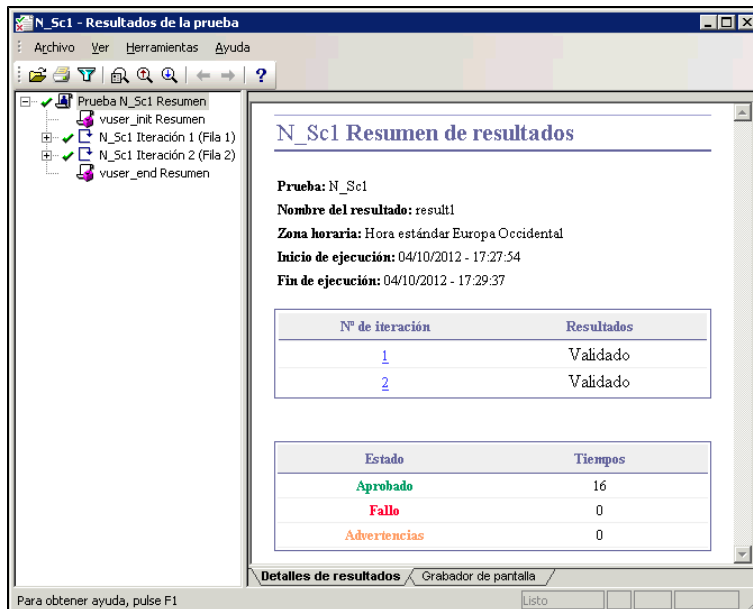 N_Sc1 - Resultados de la prueba
Archivo Ver Herramientas Ayuda
?
Prueba N_Sc1 Resumen
vuser_init Resumen
N_Sc1 Iteración 1 (Fila 1)
N_Sc1 Iteración 2 (Fila 2)
vuser_end Resumen
N_Sc1 Resumen de resultados
Prueba: N_Sc1
Nombre del resultado: result1
Zona horaria: Hora estándar Europa Occidental
Inicio de ejecución: 04/10/2012 - 17:27:54
Fin de ejecución: 04/10/2012 - 17:29:37
Nº de iteración Resultados
1 Validado
2 Validado
Estado Tiempos
Aprobado 16
Fallo 0
Advertencias 0
Detalles de resultados Grabador de pantalla
Para obtener ayuda, pulse F1 Listo